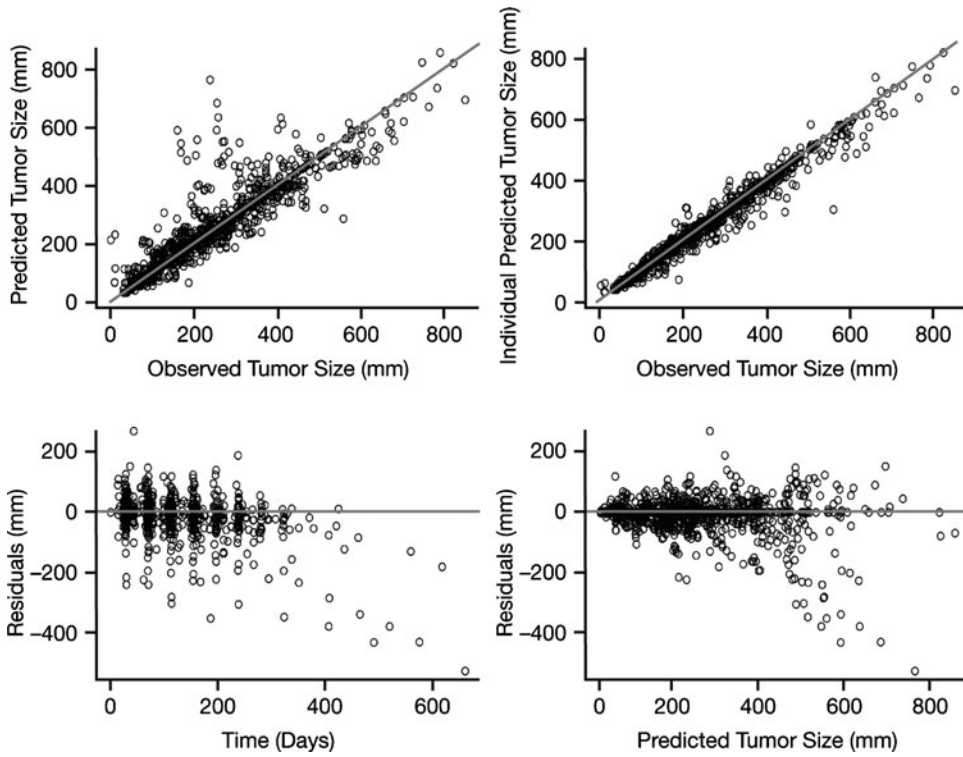 Predicted Tumor Size (mm)
800
600
400
200
0
0 200 400 600 800
Observed Tumor Size (mm)
Individual Predicted Tumor Size (mm)
800
600
400
200
0
0 200 400 600 800
Observed Tumor Size (mm)
Residuals (mm)
200
0
−200
−400
0 200 400 600
Time (Days)
Residuals (mm)
200
0
−200
−400
0 200 400 600 800
Predicted Tumor Size (mm)